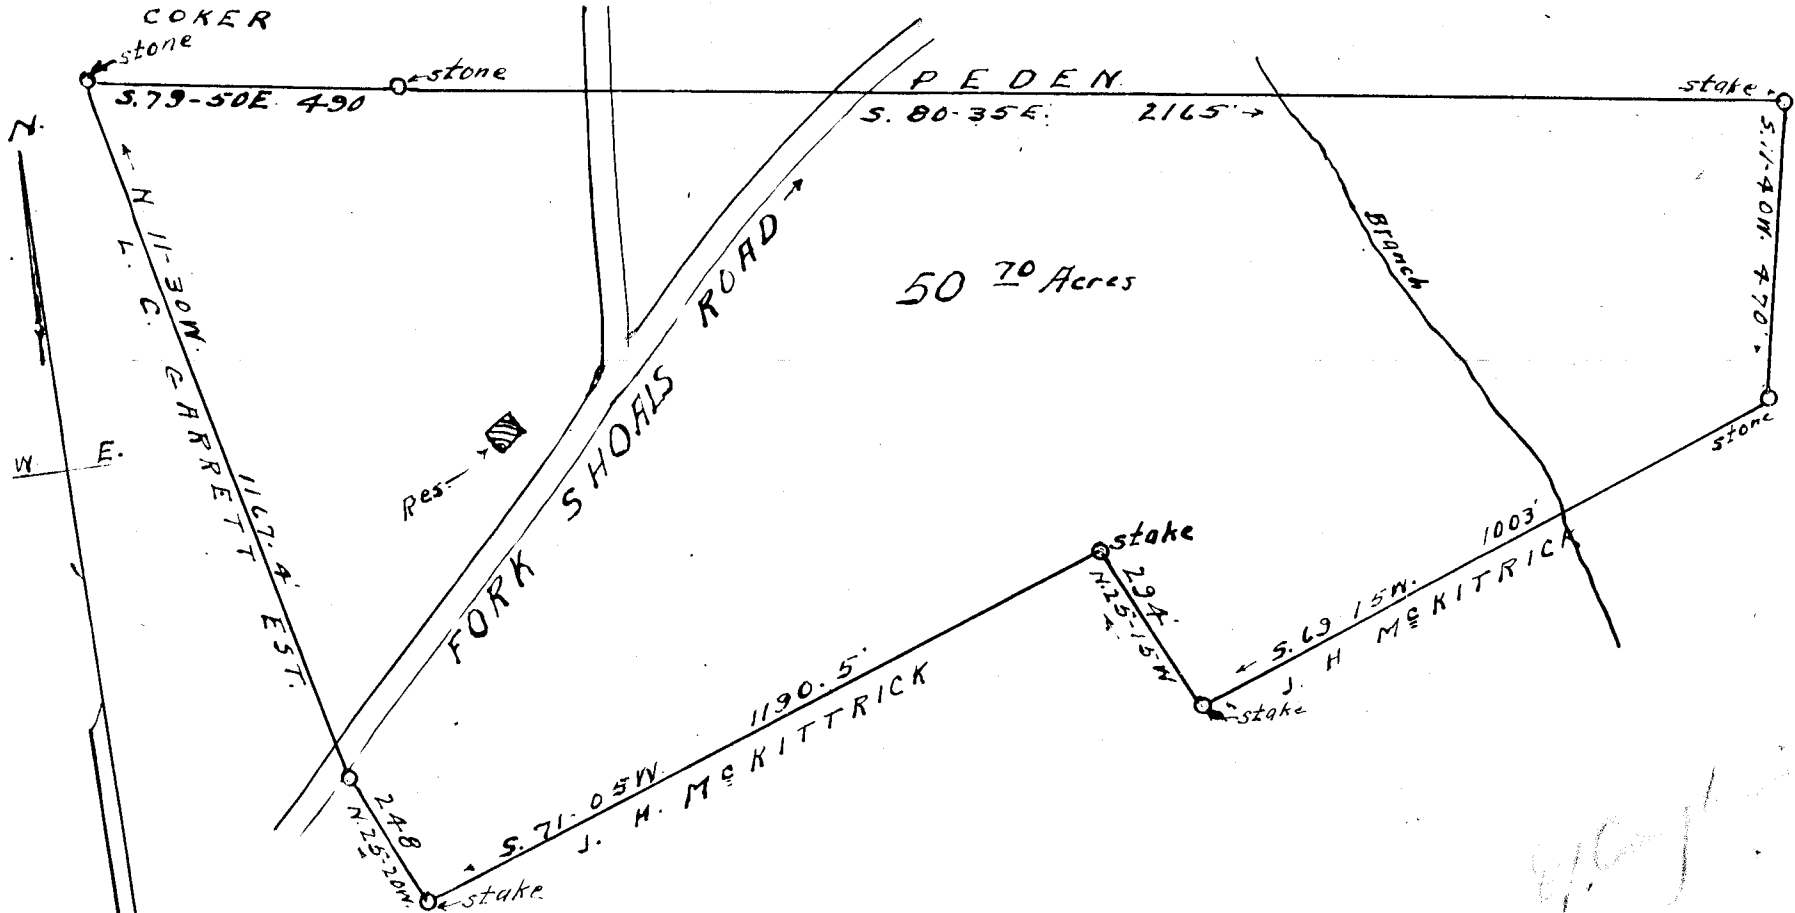 COKER
stone
stone
S. 79-50E. 490
PEDEN.
S. 80-35E. 2165'
stake
S. 11-40W. 470'
N.
W. E.
N. 11-30W. 1167.4'
L. C. GARRETT EST.
FORK SHOALS ROAD
50 70 Acres
Branch
Res.
stone
stake
294'
N.25-15W
1003'
S. 69 15W.
J. H McKITRICK
stake
1190.5'
S. 71-05W.
J. H. McKITTRICK
248
N.25-20W.
stake